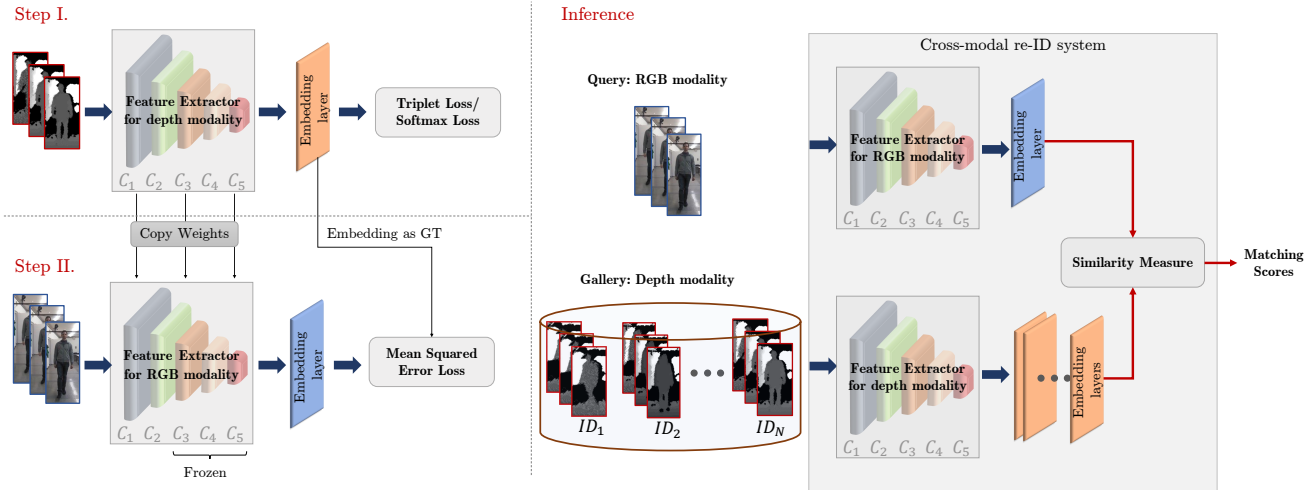 Step I.
Feature Extractor
for depth modality
C1 C2 C3 C4 C5
Embedding
layer
Triplet Loss/
Softmax Loss
Copy Weights
Embedding as GT
Step II.
Feature Extractor
for RGB modality
C1 C2 C3 C4 C5
Frozen
Embedding
layer
Mean Squared
Error Loss
Inference
Query: RGB modality
Gallery: Depth modality
ID1 ID2 IDN
Cross-modal re-ID system
Feature Extractor
for RGB modality
C1 C2 C3 C4 C5
Embedding
layer
Similarity Measure
Matching
Scores
Feature Extractor
for depth modality
C1 C2 C3 C4 C5
Embedding
layers